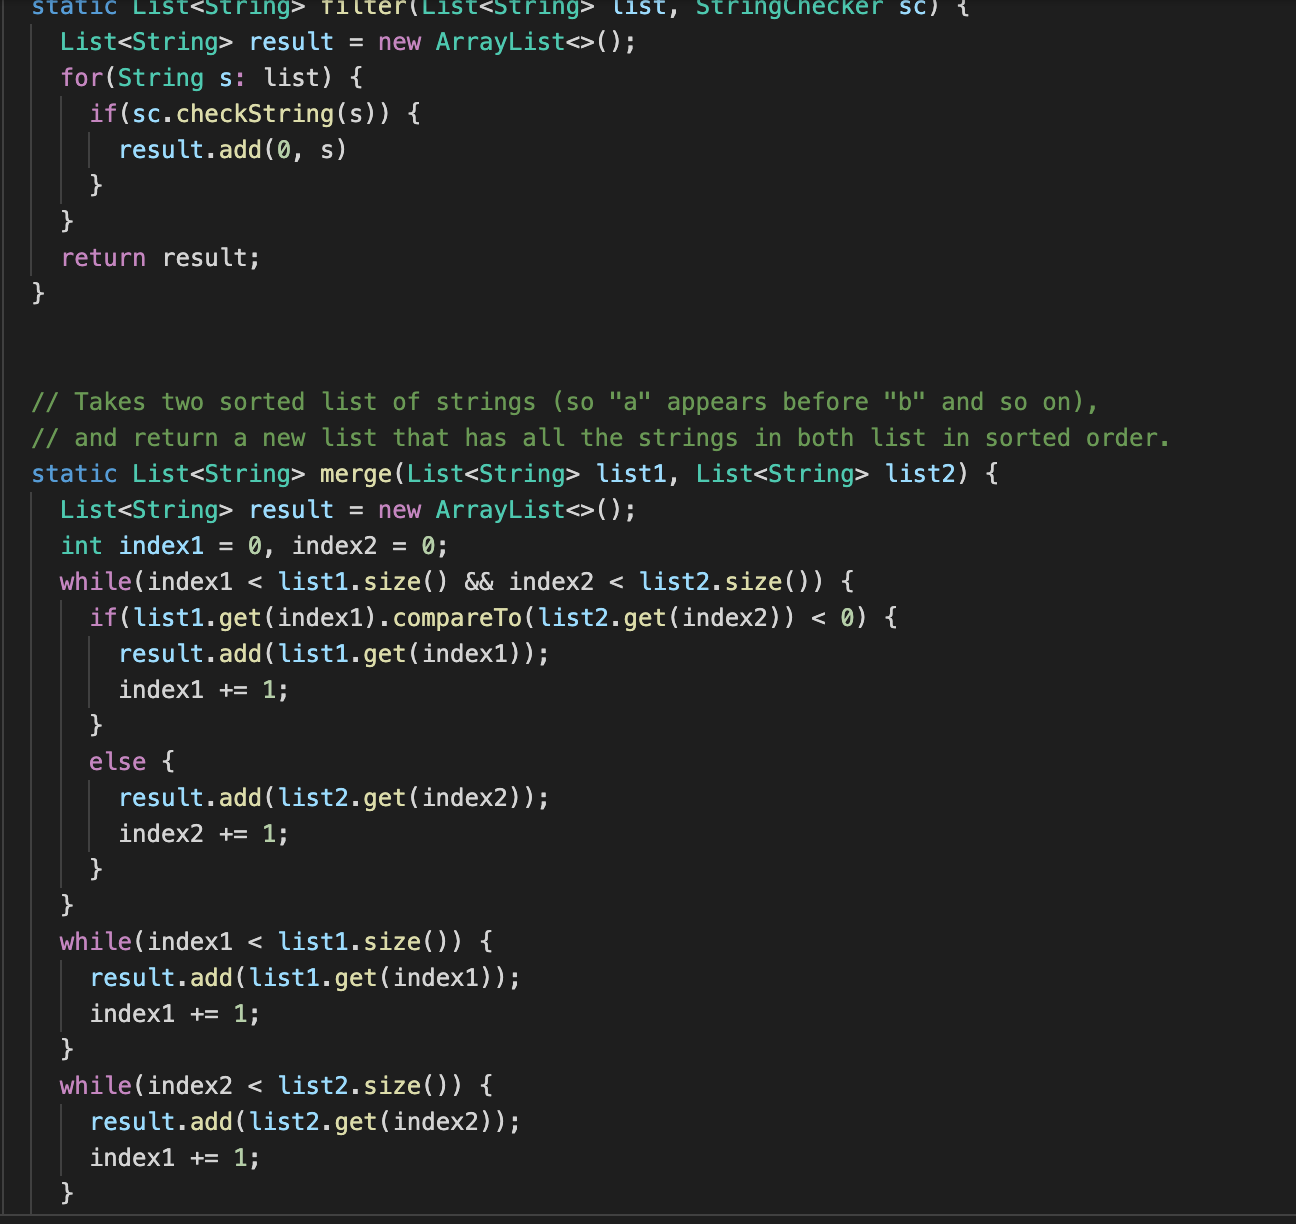 static List<String> filter(List<String> list, StringChecker sc) {
  List<String> result = new ArrayList<>();
  for(String s: list) {
    if(sc.checkString(s)) {
      result.add(0, s)
    }
  }
  return result;
}
// Takes two sorted list of strings (so "a" appears before "b" and so on),
// and return a new list that has all the strings in both list in sorted order.
static List<String> merge(List<String> list1, List<String> list2) {
  List<String> result = new ArrayList<>();
  int index1 = 0, index2 = 0;
  while(index1 < list1.size() && index2 < list2.size()) {
    if(list1.get(index1).compareTo(list2.get(index2)) < 0) {
      result.add(list1.get(index1));
      index1 += 1;
    }
    else {
      result.add(list2.get(index2));
      index2 += 1;
    }
  }
  while(index1 < list1.size()) {
    result.add(list1.get(index1));
    index1 += 1;
  }
  while(index2 < list2.size()) {
    result.add(list2.get(index2));
    index1 += 1;
  }